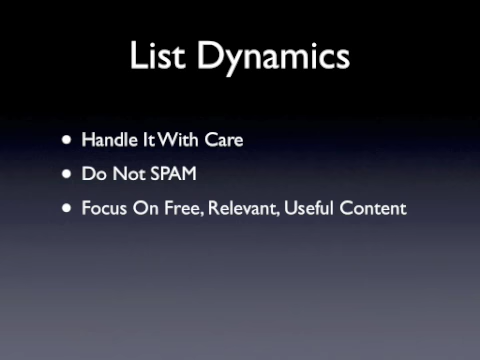 List Dynamics
• Handle It With Care
• Do Not SPAM
• Focus On Free, Relevant, Useful Content